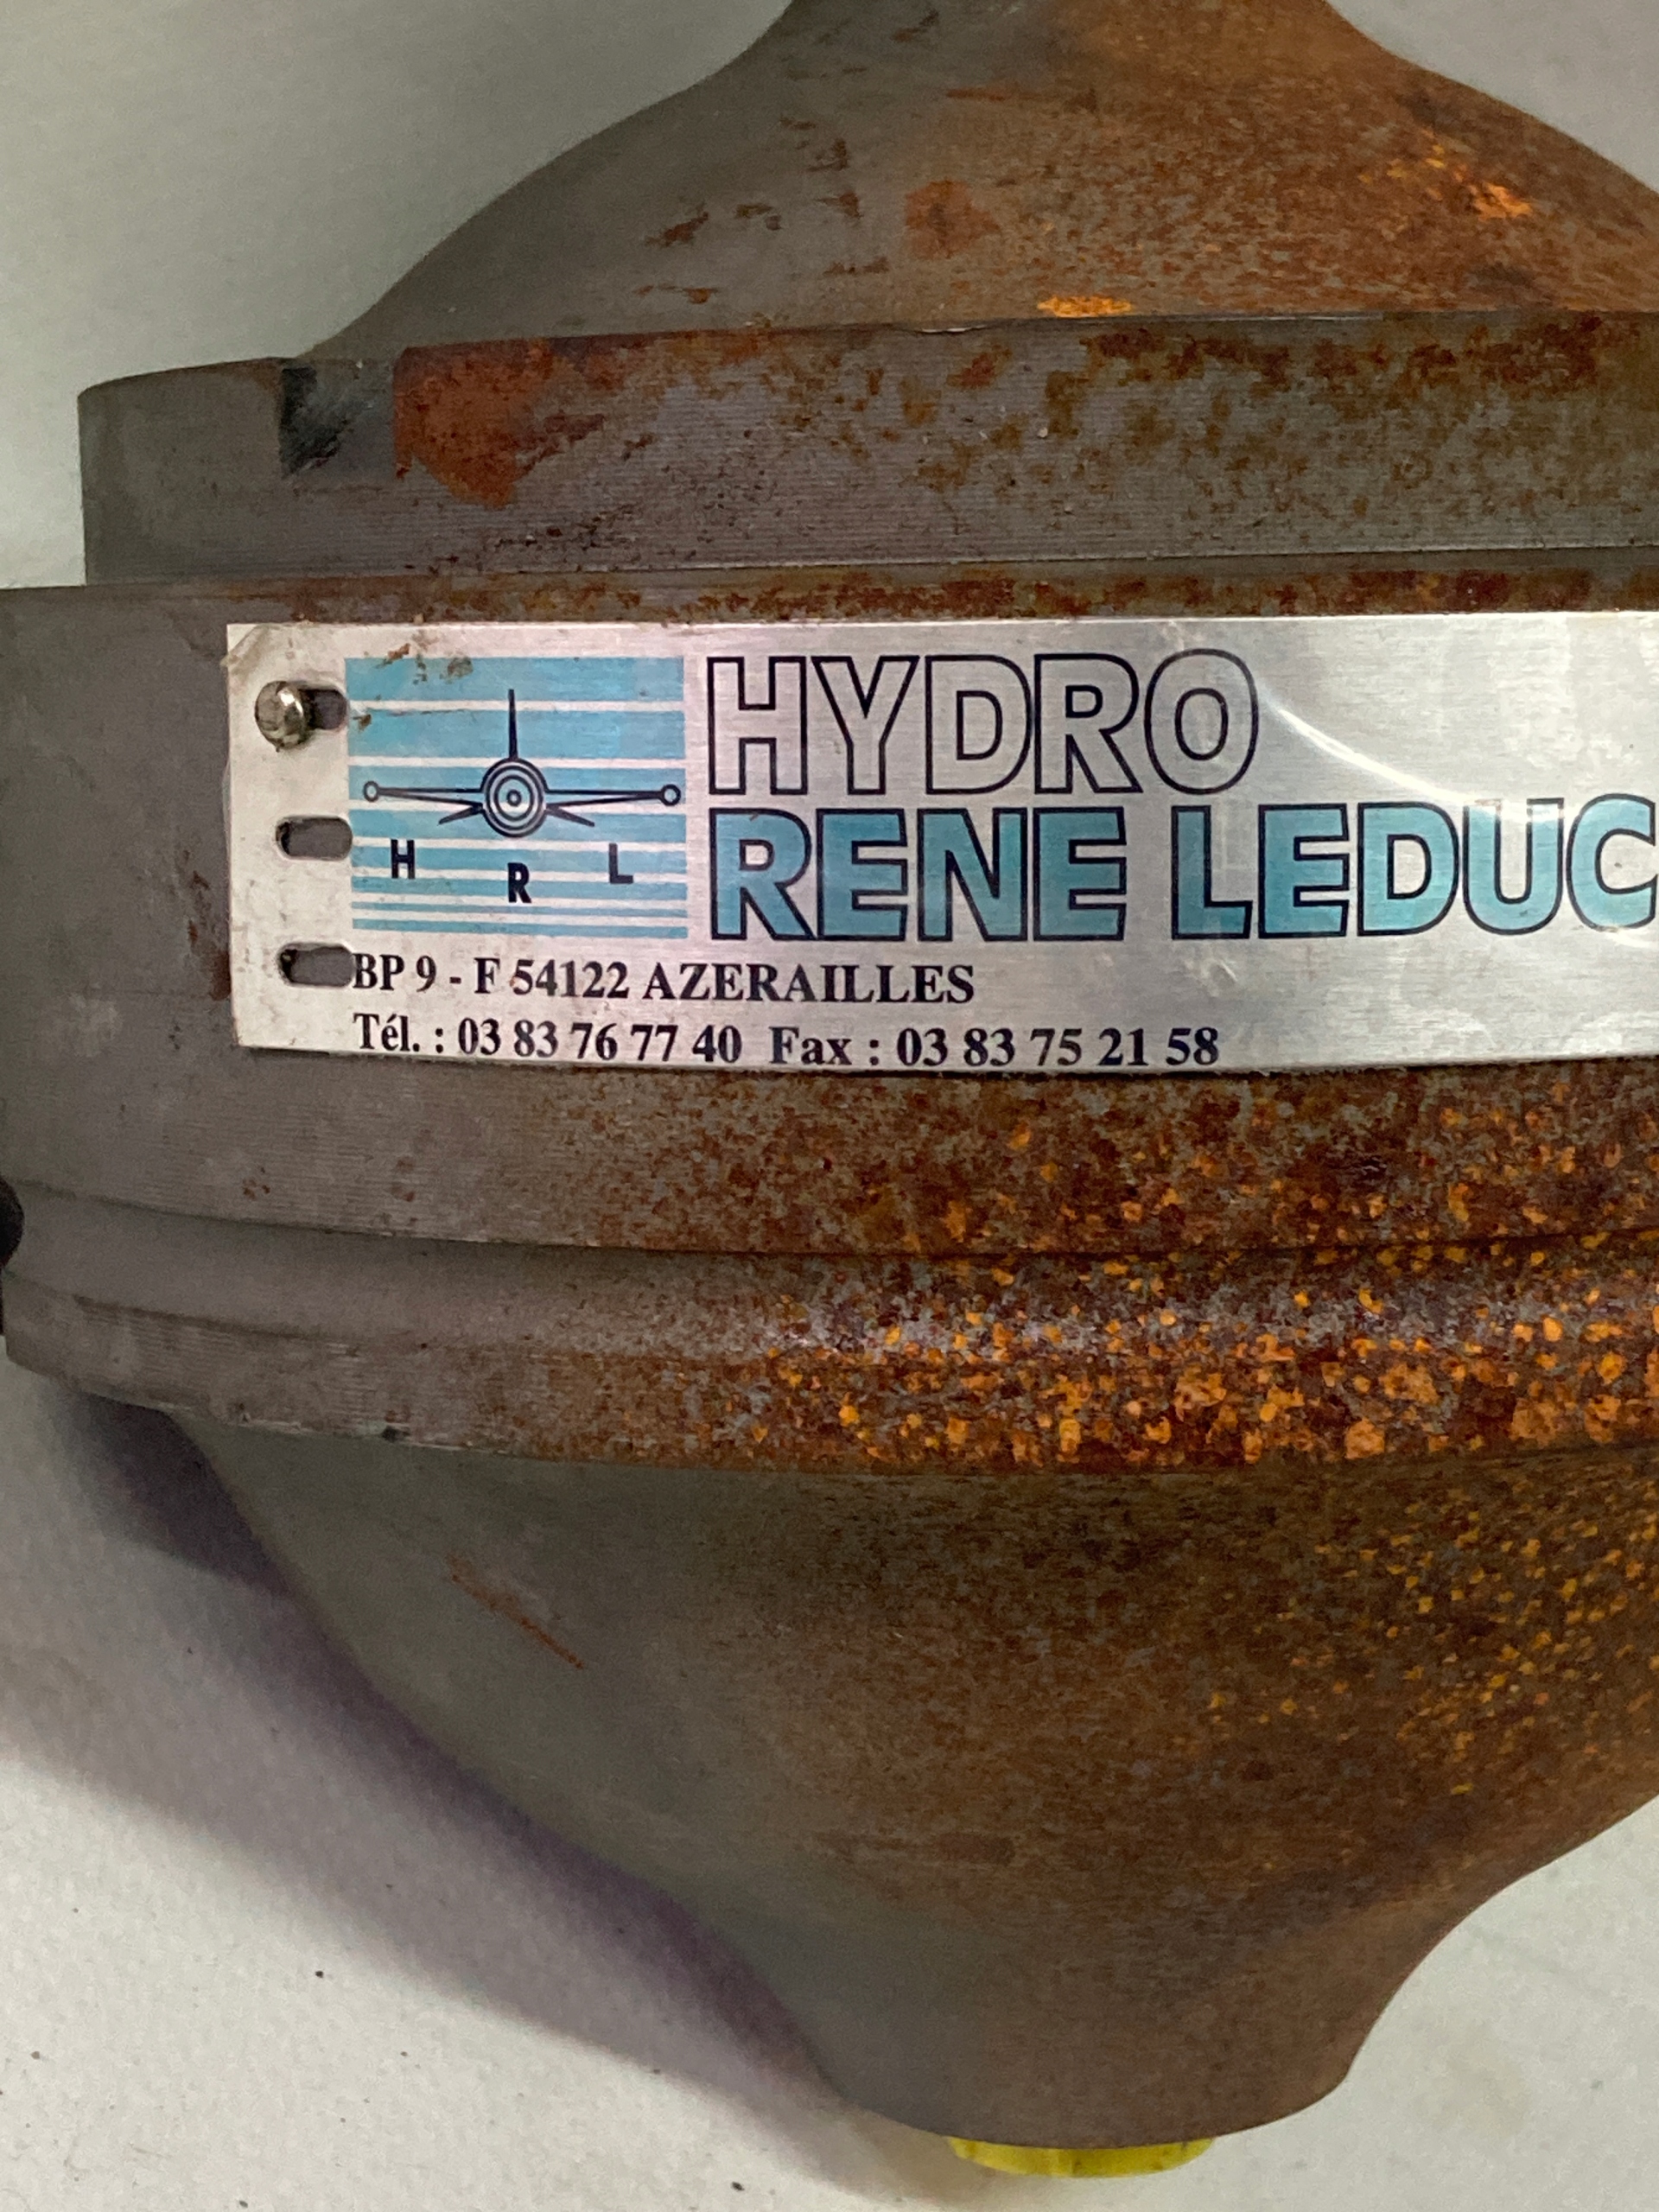 HYDRO
RENE LEDUC
H R L
BP 9 - F 54122 AZERAILLES
Tél. : 03 83 76 77 40 Fax : 03 83 75 21 58